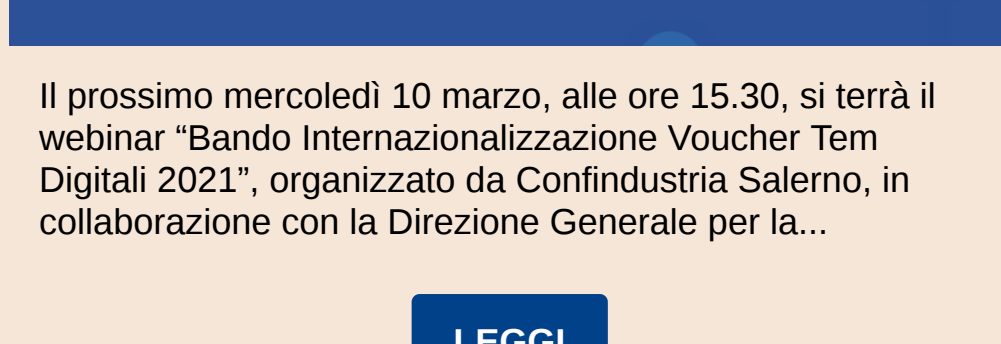 Il prossimo mercoledì 10 marzo, alle ore 15.30, si terrà il
webinar “Bando Internazionalizzazione Voucher Tem
Digitali 2021”, organizzato da Confindustria Salerno, in
collaborazione con la Direzione Generale per la...
LEGGI